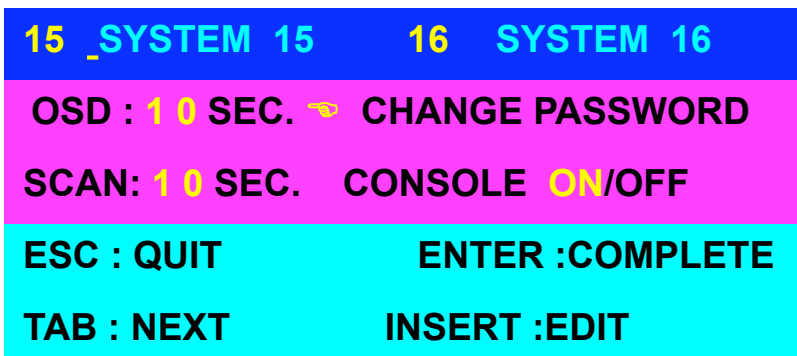 15 _SYSTEM 15 16 SYSTEM 16
OSD : 1 0 SEC. ☜ CHANGE PASSWORD
SCAN: 1 0 SEC. CONSOLE ON/OFF
ESC : QUIT ENTER :COMPLETE
TAB : NEXT INSERT :EDIT